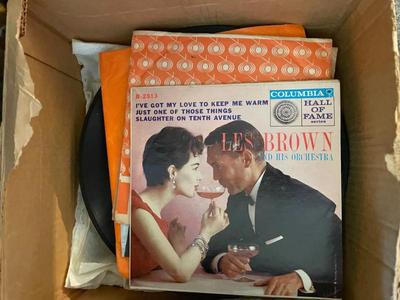 B-2513
COLUMBIA
I'VE GOT MY LOVE TO KEEP ME WARM
JUST ONE OF THOSE THINGS
SLAUGHTER ON TENTH AVENUE
HALL
OF
FAME
series
LES BROWN
AND HIS ORCHESTRA